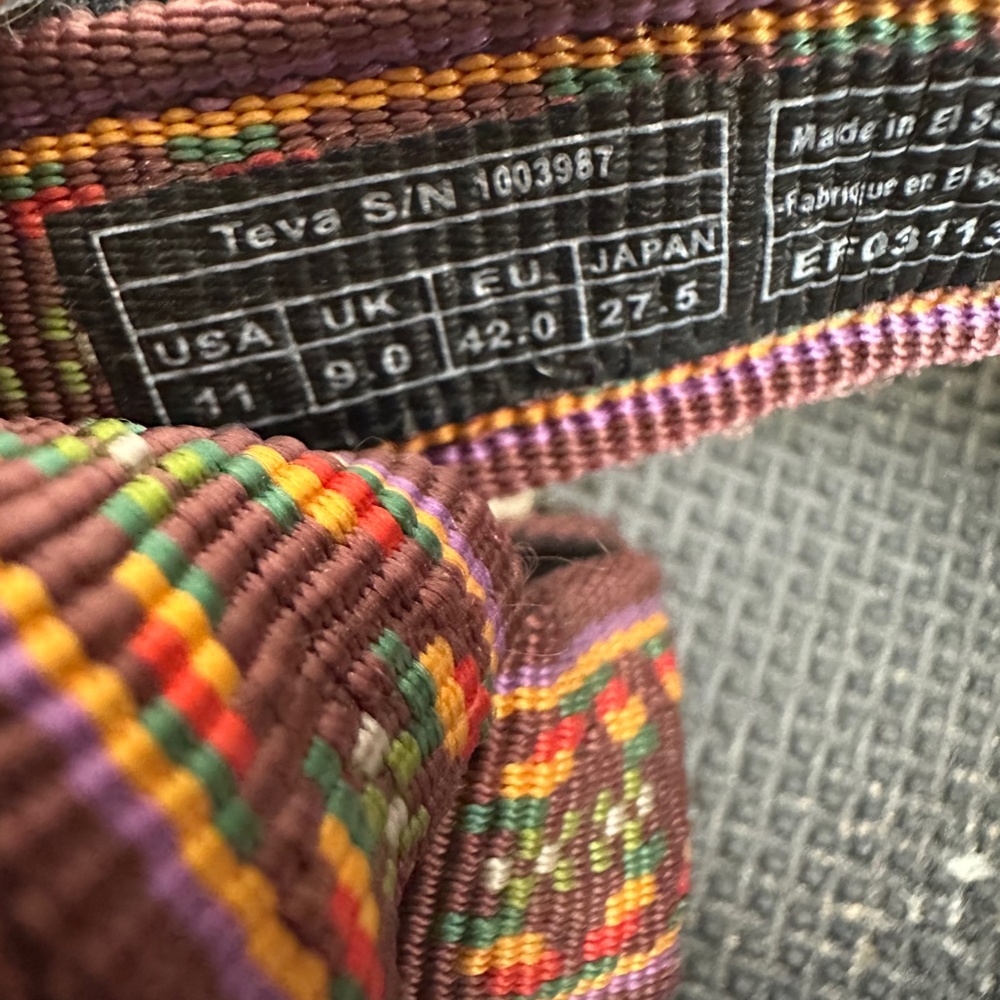 Teva S/N 1003987
USA UK EU. JAPAN
11 9.0 42.0 27.5
Made in El
Fabrique en El
EF03113